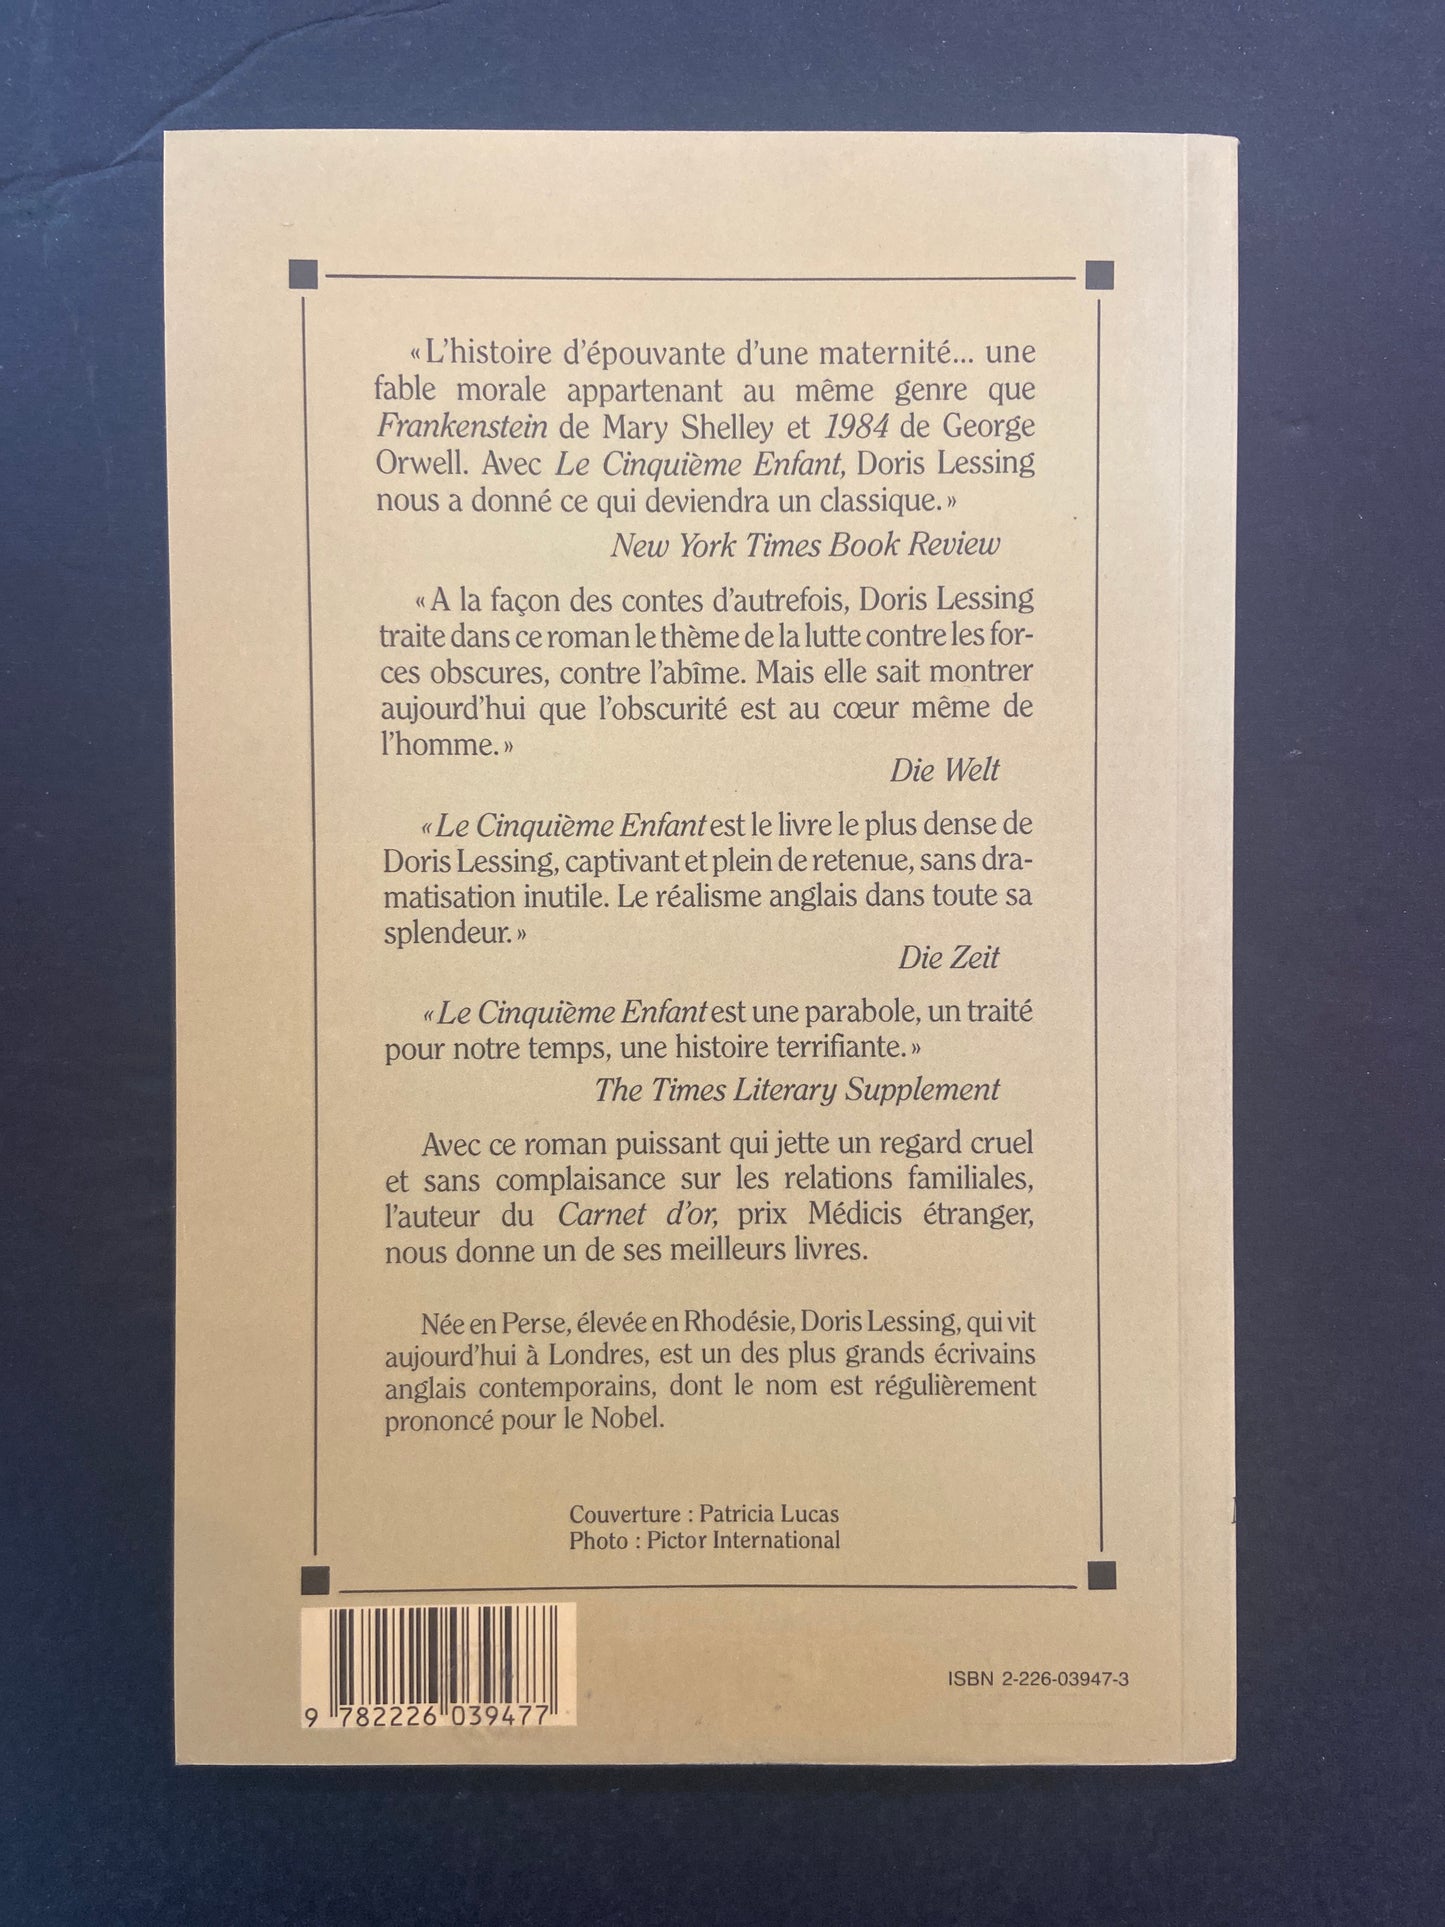 « L'histoire d'épouvante d'une maternité... une
fable morale appartenant au même genre que
Frankenstein de Mary Shelley et 1984 de George
Orwell. Avec Le Cinquième Enfant, Doris Lessing
nous a donné ce qui deviendra un classique. »
New York Times Book Review
« A la façon des contes d'autrefois, Doris Lessing
traite dans ce roman le thème de la lutte contre les for-
ces obscures, contre l'abîme. Mais elle sait montrer
aujourd'hui que l'obscurité est au cœur même de
l'homme. »
Die Welt
« Le Cinquième Enfant est le livre le plus dense de
Doris Lessing, captivant et plein de retenue, sans dra-
matisation inutile. Le réalisme anglais dans toute sa
splendeur. »
Die Zeit
« Le Cinquième Enfant est une parabole, un traité
pour notre temps, une histoire terrifiante. »
The Times Literary Supplement
Avec ce roman puissant qui jette un regard cruel
et sans complaisance sur les relations familiales,
l'auteur du Carnet d'or, prix Médicis étranger,
nous donne un de ses meilleurs livres.
Née en Perse, élevée en Rhodésie, Doris Lessing, qui vit
aujourd'hui à Londres, est un des plus grands écrivains
anglais contemporains, dont le nom est régulièrement
prononcé pour le Nobel.
Couverture : Patricia Lucas
Photo : Pictor International
9 782226 039477
ISBN 2-226-03947-3